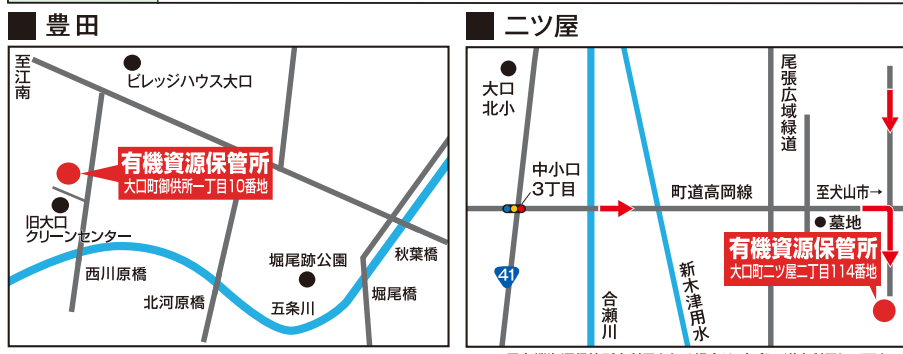 豊田
至江南
ビレッジハウス大口
有機資源保管所
大口町御供所一丁目10番地
旧大口
クリーンセンター
西川原橋
北河原橋
堀尾跡公園
五条川
秋葉橋
堀尾橋
二ツ屋
大口
北小
尾張広域緑道
中小口
3丁目
町道高岡線
至犬山市→
墓地
有機資源保管所
大口町二ツ屋二丁目114番地
41
合瀬川
新木津用水